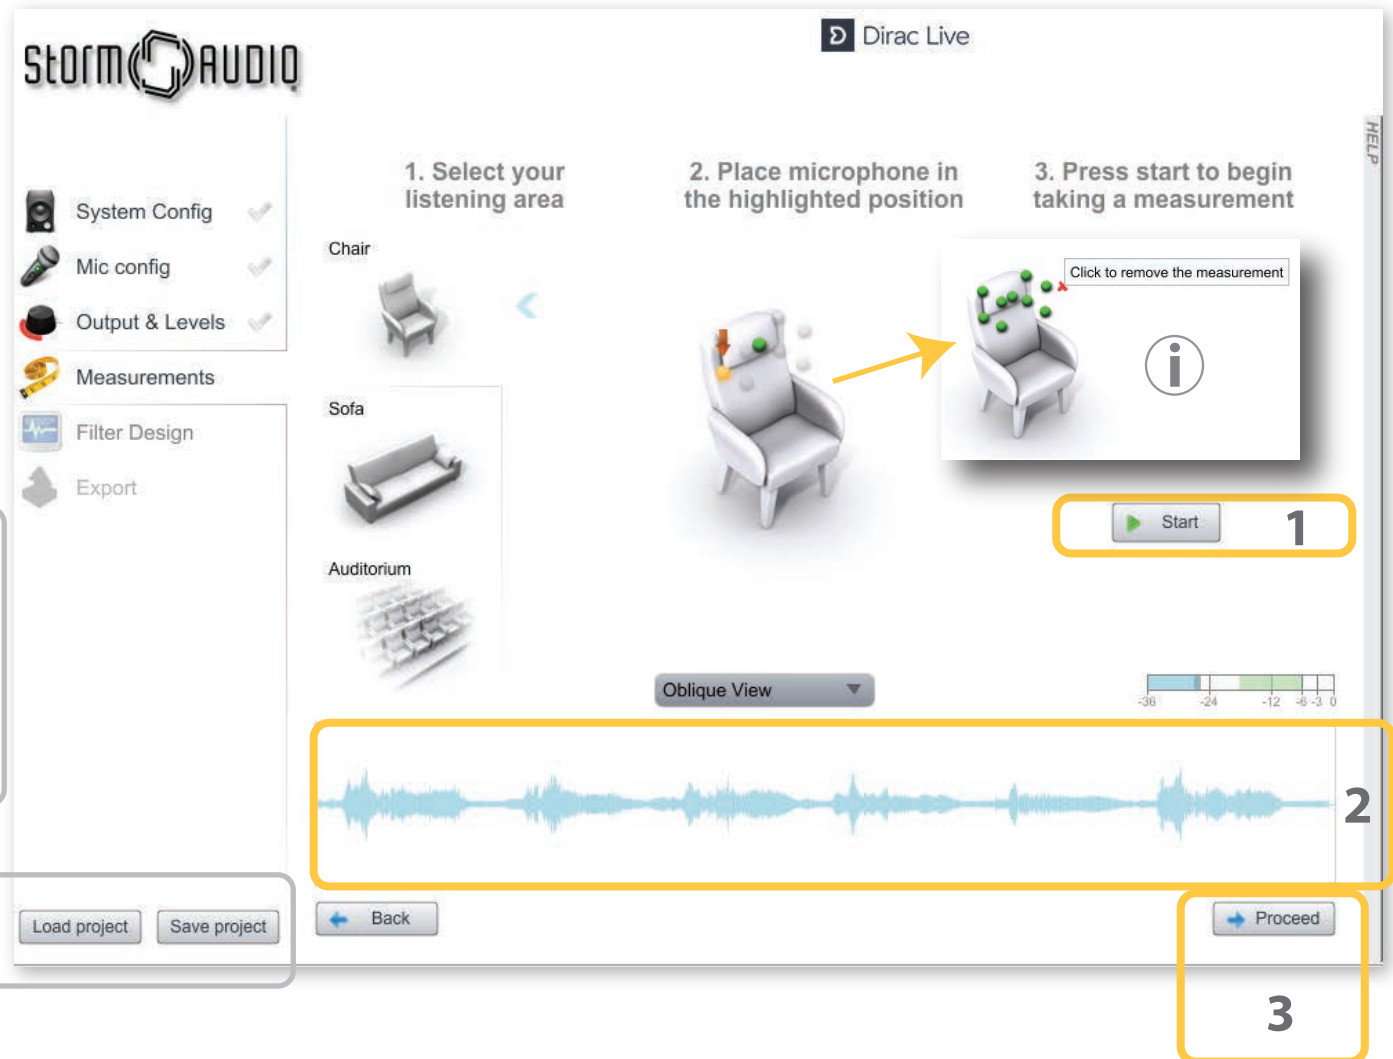 STORM AUDIO
Dirac Live
HELP
1. Select your
listening area
2. Place microphone in
the highlighted position
3. Press start to begin
taking a measurement
System Config
Mic config
Output & Levels
Measurements
Filter Design
Export
Chair
Sofa
Auditorium
Click to remove the measurement
i
Start
1
Oblique View
-36 -24 -12 -6 -3 0
2
Load project
Save project
Back
Proceed
3